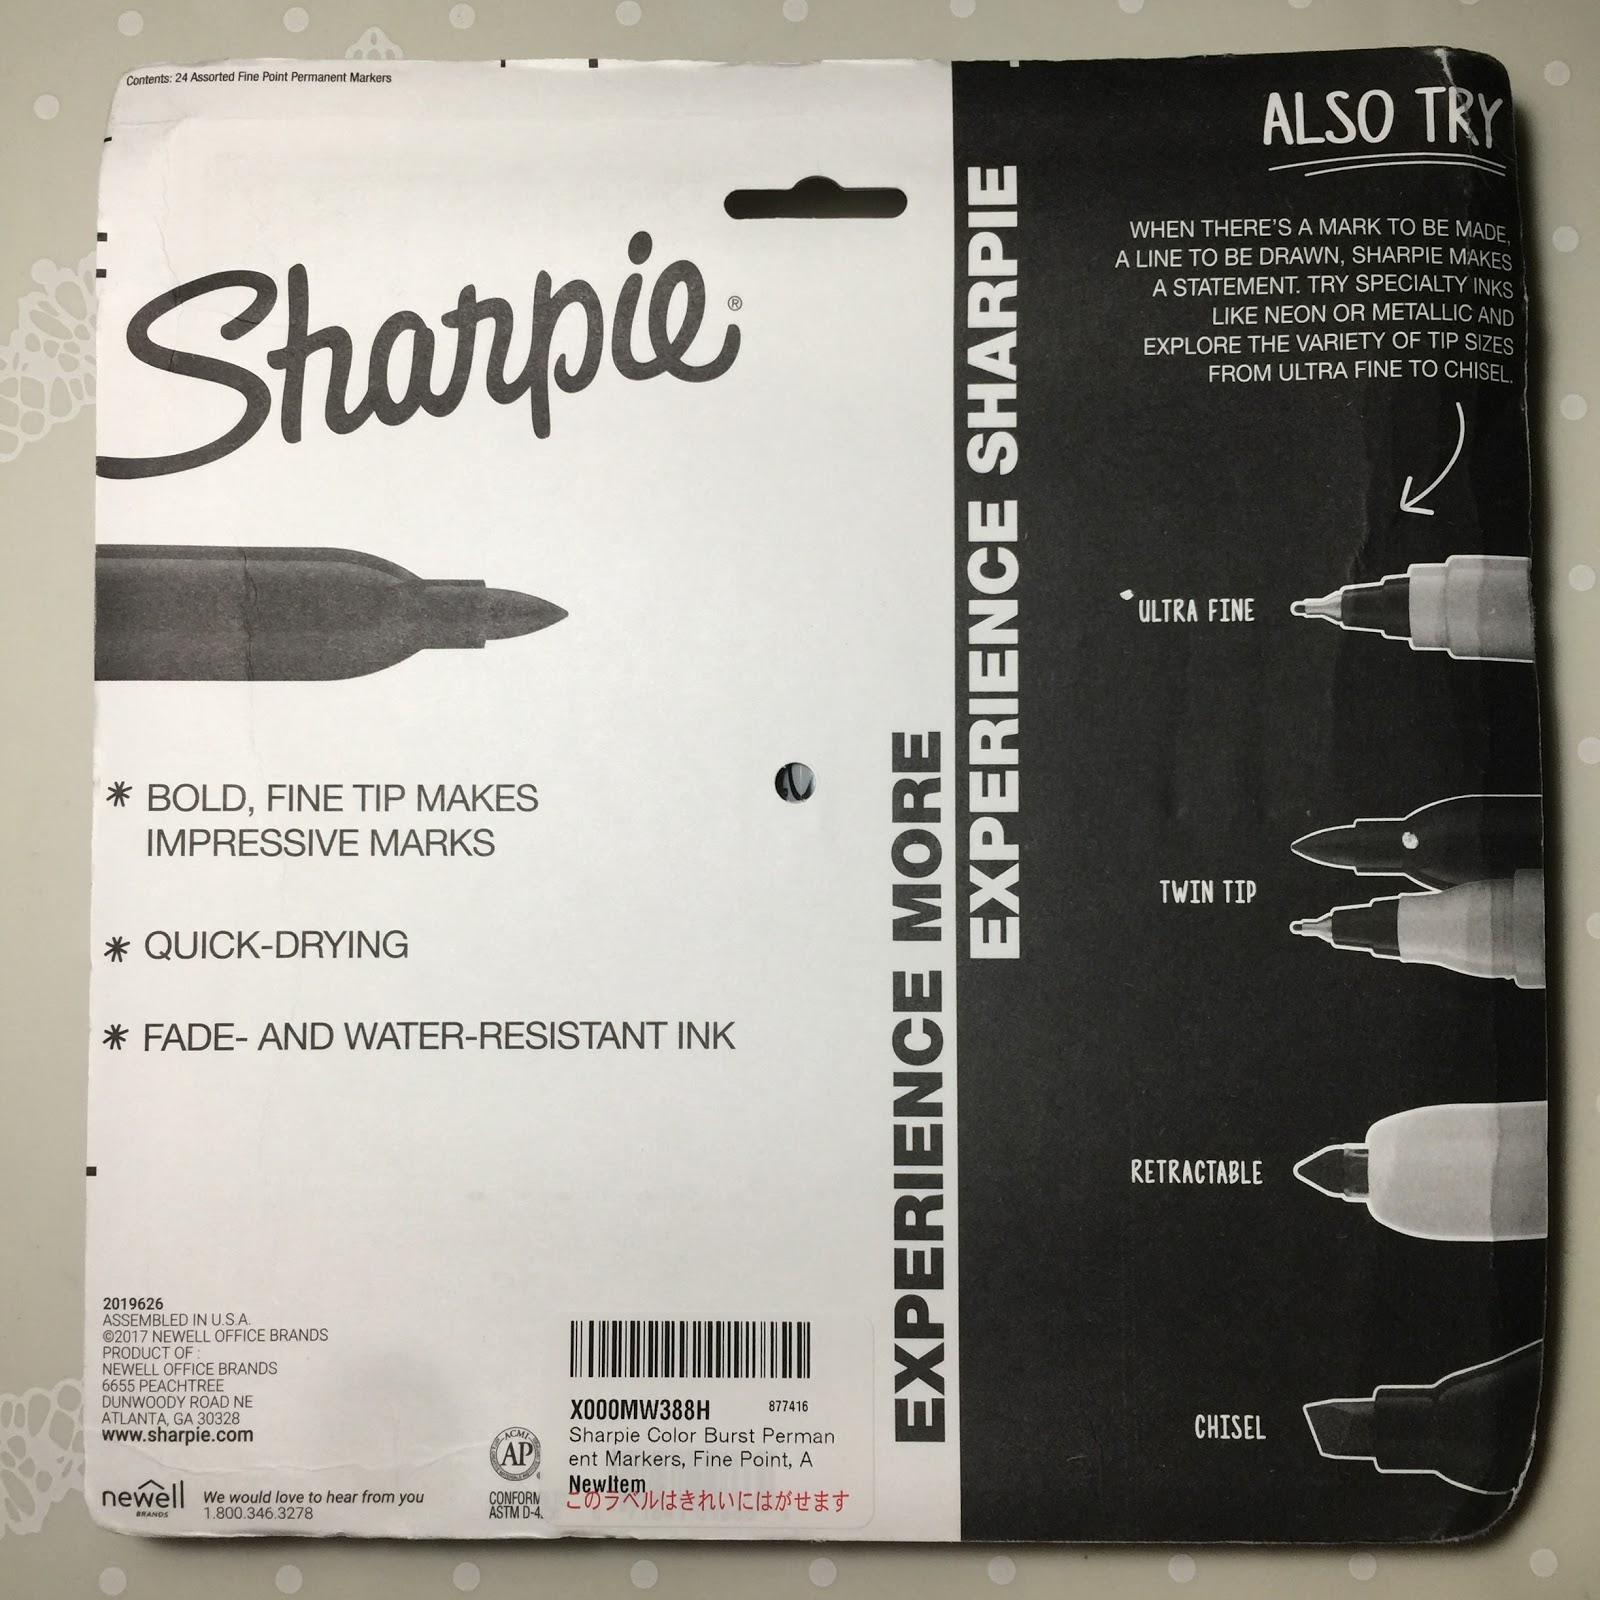 Contents: 24 Assorted Fine Point Permanent Markers
Sharpie®
* BOLD, FINE TIP MAKES
IMPRESSIVE MARKS
* QUICK-DRYING
* FADE- AND WATER-RESISTANT INK
2019626
ASSEMBLED IN U.S.A.
©2017 NEWELL OFFICE BRANDS
PRODUCT OF :
NEWELL OFFICE BRANDS
6655 PEACHTREE
DUNWOODY ROAD NE
ATLANTA, GA 30328
www.sharpie.com
newell
BRANDS
We would love to hear from you
1.800.346.3278
ACMI
AP
CONFORM
ASTM D-4
X000MW388H 877416
Sharpie Color Burst Perman
ent Markers, Fine Point, A
NewItem
このラベルはきれいにはがせます
EXPERIENCE MORE
EXPERIENCE SHARPIE
ALSO TRY
WHEN THERE'S A MARK TO BE MADE,
A LINE TO BE DRAWN, SHARPIE MAKES
A STATEMENT. TRY SPECIALTY INKS
LIKE NEON OR METALLIC AND
EXPLORE THE VARIETY OF TIP SIZES
FROM ULTRA FINE TO CHISEL.
ULTRA FINE
TWIN TIP
RETRACTABLE
CHISEL